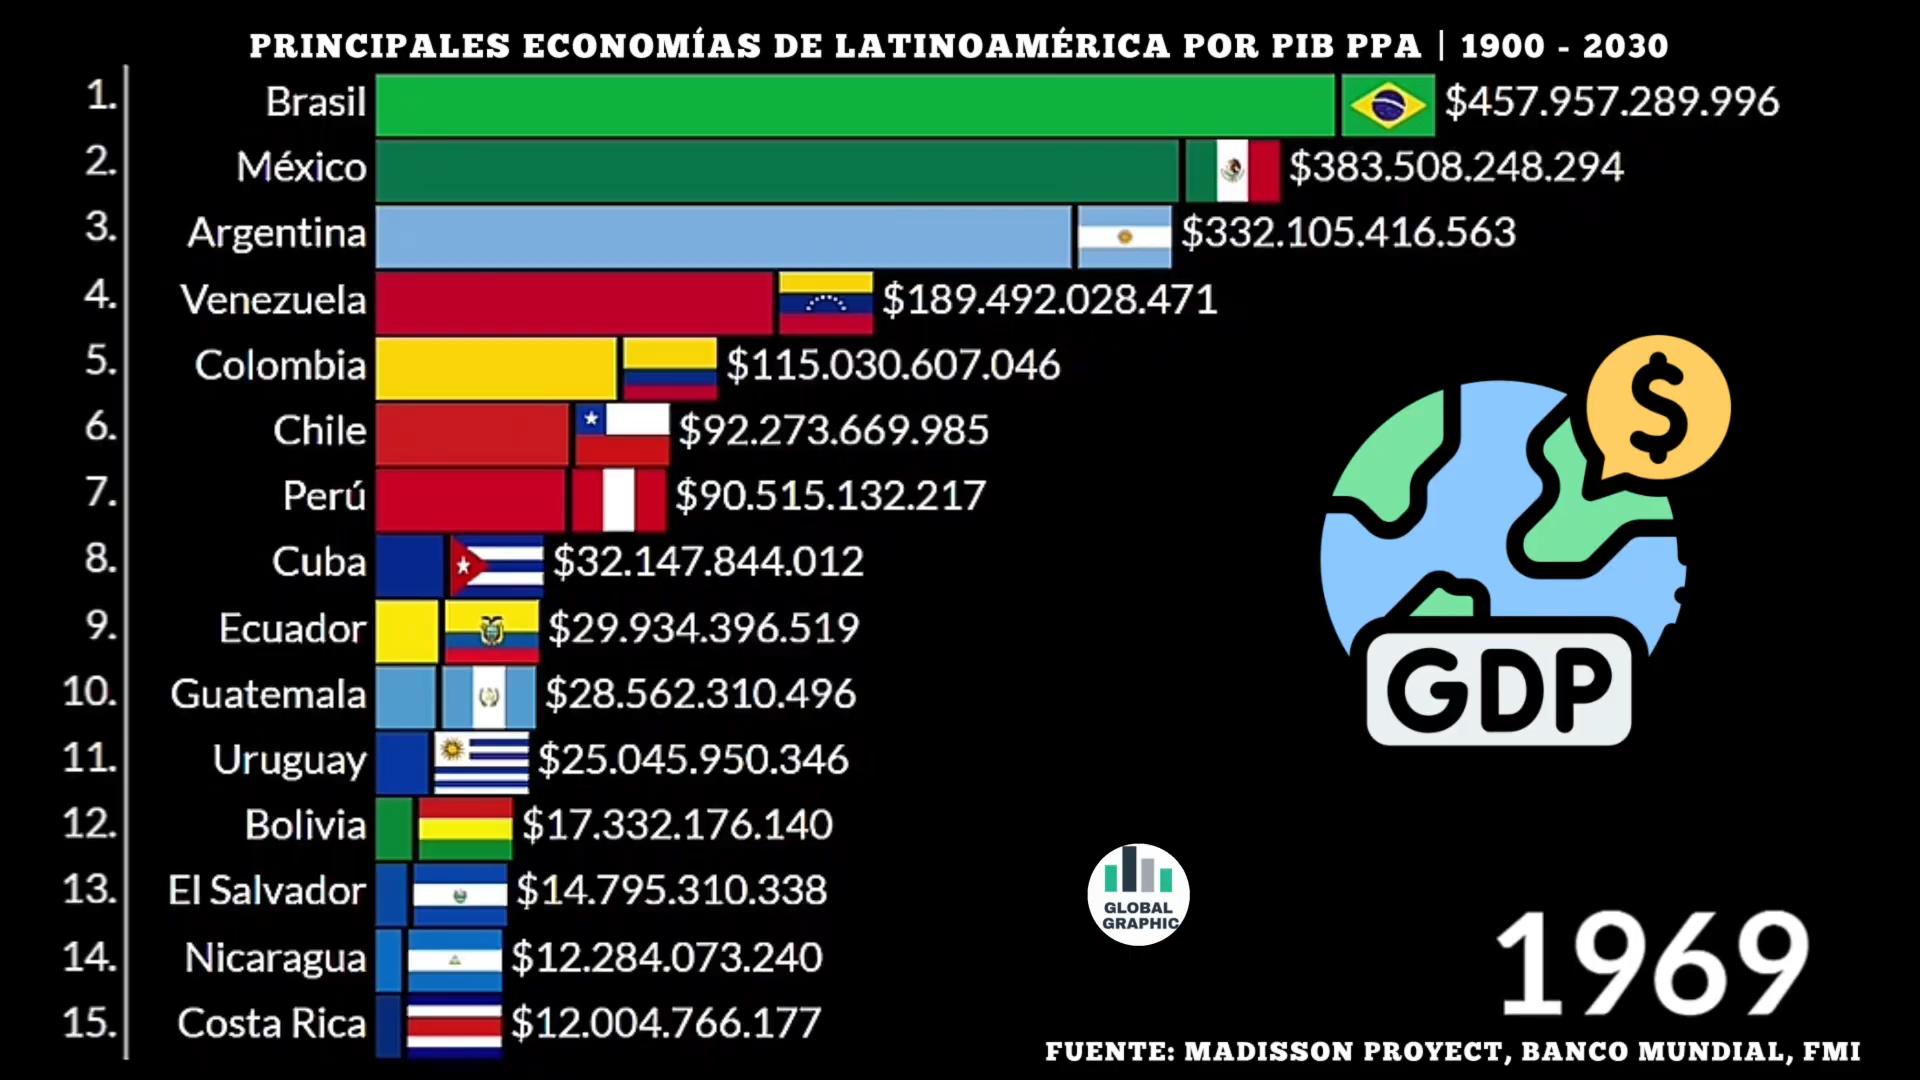 PRINCIPALES ECONOMÍAS DE LATINOAMÉRICA POR PIB PPA | 1900 - 2030
1. Brasil $457.957.289.996
2. México $383.508.248.294
3. Argentina $332.105.416.563
4. Venezuela $189.492.028.471
5. Colombia $115.030.607.046
6. Chile $92.273.669.985
7. Perú $90.515.132.217
8. Cuba $32.147.844.012
9. Ecuador $29.934.396.519
10. Guatemala $28.562.310.496
11. Uruguay $25.045.950.346
12. Bolivia $17.332.176.140
13. El Salvador $14.795.310.338
14. Nicaragua $12.284.073.240
15. Costa Rica $12.004.766.177
$
GDP
GLOBAL
GRAPHIC
1969
FUENTE: MADISSON PROYECT, BANCO MUNDIAL, FMI